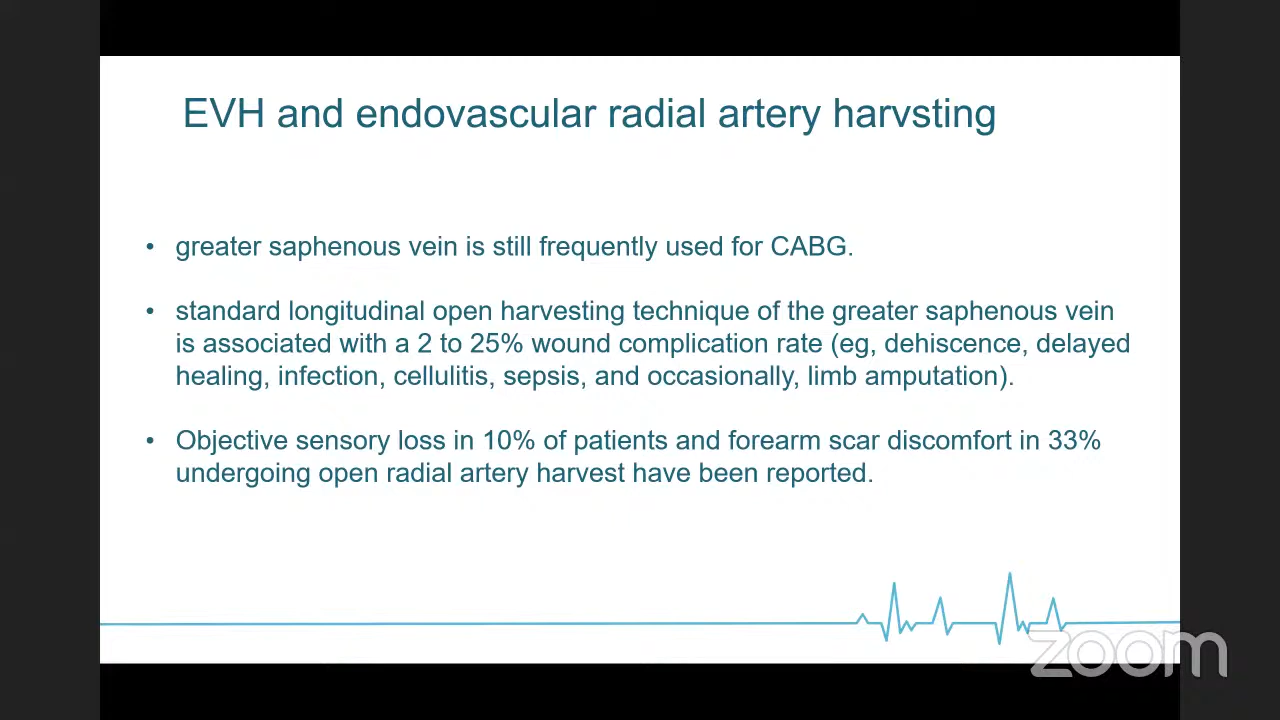 EVH and endovascular radial artery harvsting
• greater saphenous vein is still frequently used for CABG.
• standard longitudinal open harvesting technique of the greater saphenous vein
is associated with a 2 to 25% wound complication rate (eg, dehiscence, delayed
healing, infection, cellulitis, sepsis, and occasionally, limb amputation).
• Objective sensory loss in 10% of patients and forearm scar discomfort in 33%
undergoing open radial artery harvest have been reported.
zoom